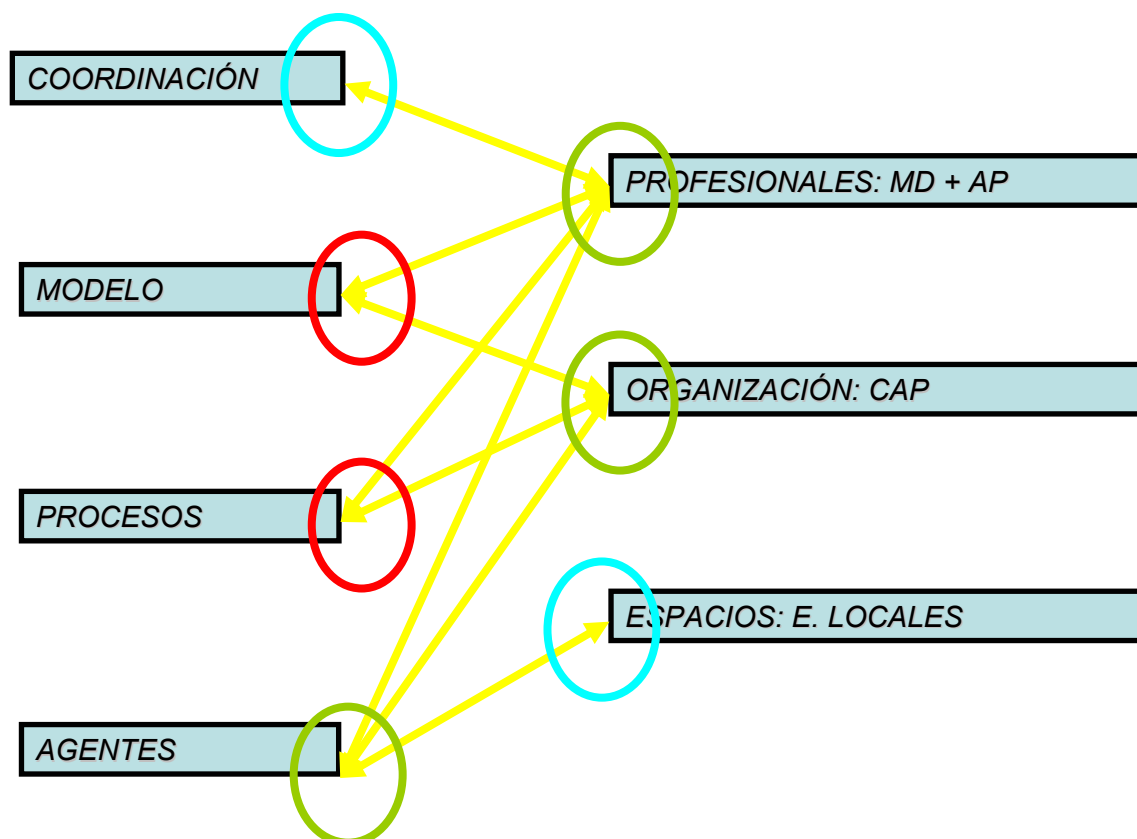 COORDINACIÓN
PROFESIONALES: MD + AP
MODELO
ORGANIZACIÓN: CAP
PROCESOS
ESPACIOS: E. LOCALES
AGENTES